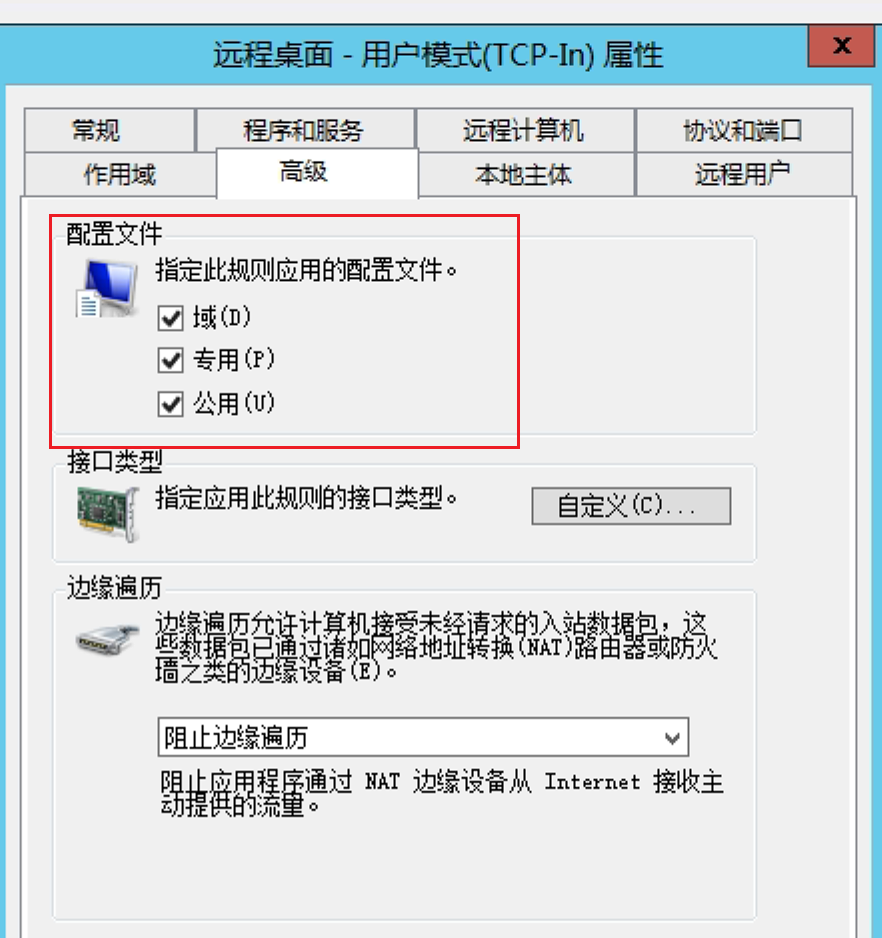 远程桌面 - 用户模式(TCP-In) 属性
x
常规
程序和服务
远程计算机
协议和端口
作用域
高级
本地主体
远程用户
配置文件
指定此规则应用的配置文件。
域(D)
专用(P)
公用(U)
接口类型
指定应用此规则的接口类型。
自定义(C)...
边缘遍历
边缘遍历允许计算机接受未经请求的入站数据包，这
些数据包已通过诸如网络地址转换(NAT)路由器或防火
墙之类的边缘设备(E)。
阻止边缘遍历
阻止应用程序通过 NAT 边缘设备从 Internet 接收主
动提供的流量。